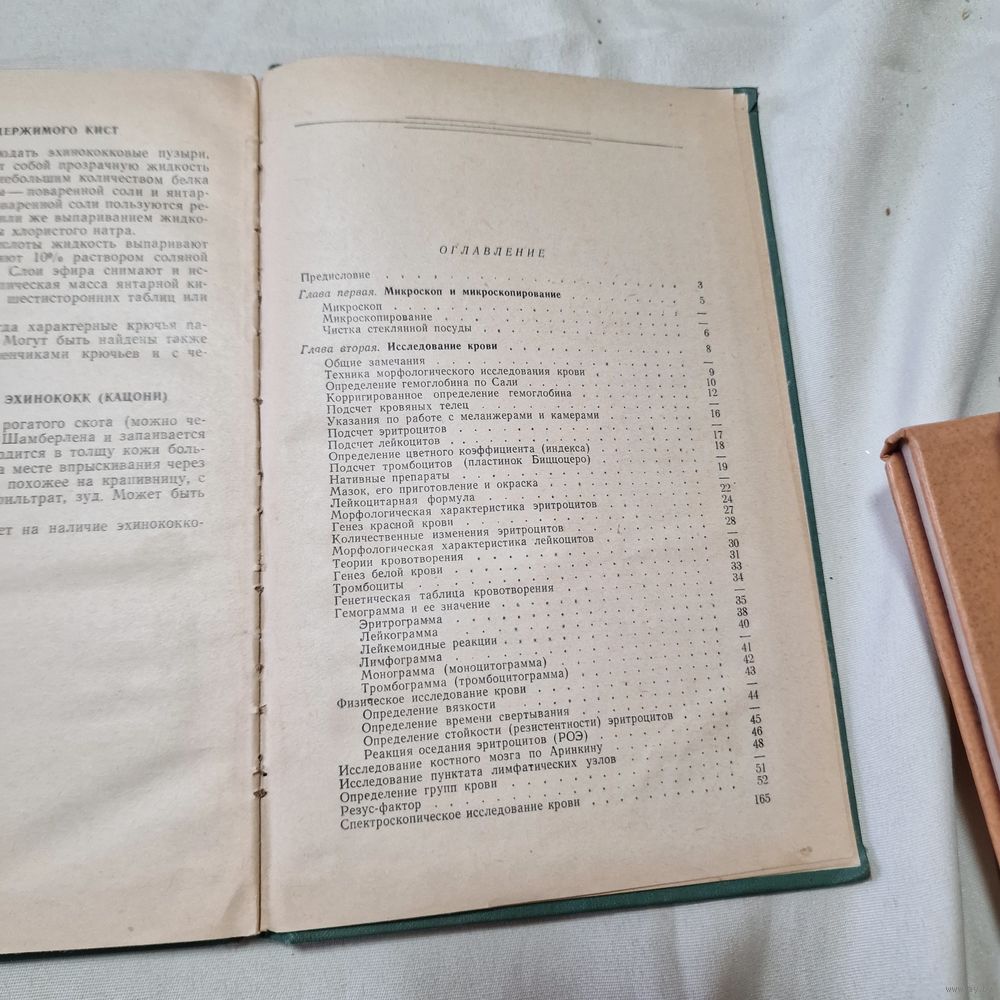 ДЕРЖИМОГО КИСТ
юдать эхинококковые пузыри,
т собой прозрачную жидкость
небольшим количеством белка
ы — поваренной соли и янтар-
варенной соли пользуются ре-
или же выпариванием жидко-
ы хлористого натра.
ислоты жидкость выпаривают
яют 10% раствором соляной
Слои эфира снимают и ис-
лическая масса янтарной ки-
шестисторонних таблиц или
гда характерные крючья па-
Могут быть найдены также
венчиками крючьев и с че-
ЭХИНОКОКК (КАЦОНИ)
рогатого скота (можно че-
Шамберлена и запаивается
одится в толщу кожи боль-
а месте впрыскивания через
похожее на крапивницу, с
фильтрат, зуд. Может быть
ет на наличие эхинококко-
ОГЛАВЛЕНИЕ
Предисловие 3
Глава первая. Микроскоп и микроскопирование 5
Микроскоп —
Микроскопирование —
Чистка стеклянной посуды 6
Глава вторая. Исследование крови 8
Общие замечания —
Техника морфологического исследования крови 9
Определение гемоглобина по Сали 10
Корригированное определение гемоглобина 12
Подсчет кровяных телец —
Указания по работе с меланжерами и камерами 16
Подсчет эритроцитов —
Подсчет лейкоцитов 17
Определение цветного коэффициента (индекса) 18
Подсчет тромбоцитов (пластинок Биццоцеро) —
Нативные препараты 19
Мазок, его приготовление и окраска —
Лейкоцитарная формула 22
Морфологическая характеристика эритроцитов 24
Генез красной крови 27
Количественные изменения эритроцитов 28
Морфологическая характеристика лейкоцитов —
Теории кровотворения 30
Генез белой крови 31
Тромбоциты 33
Генетическая таблица кровотворения 34
Гемограмма и ее значение —
Эритрограмма 35
Лейкограмма 38
Лейкемоидные реакции 40
Лимфограмма —
Монограмма (моноцитограмма) 41
Тромбограмма (тромбоцитограмма) 42
Физическое исследование крови 43
Определение вязкости —
Определение времени свертывания 44
Определение стойкости (резистентности) эритроцитов —
Реакция оседания эритроцитов (РОЭ) 45
Исследование костного мозга по Аринкину 46
Исследование пунктата лимфатических узлов 48
Определение групп крови —
Резус-фактор 51
Спектроскопическое исследование крови 52
165